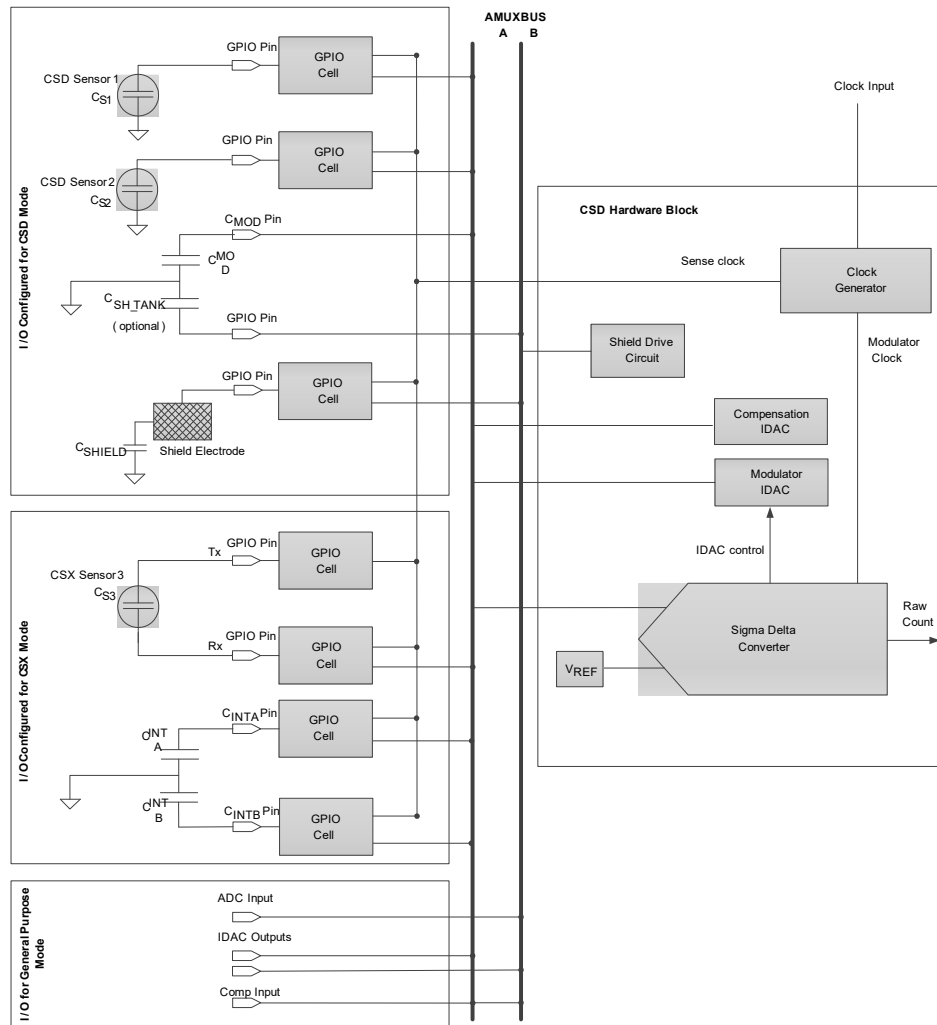 AMUXBUS
A B
I/O Configured for CSD Mode
GPIO Pin
GPIO
Cell
CSD Sensor 1
CS1
GPIO Pin
GPIO
Cell
CSD Sensor 2
CS2
CMOD Pin
CMO
D
CSH_TANK
(optional)
GPIO Pin
GPIO Pin
GPIO
Cell
CSHIELD
Shield Electrode
I/O Configured for CSX Mode
GPIO Pin
Tx
GPIO
Cell
CSX Sensor 3
CS3
GPIO Pin
Rx
GPIO
Cell
CINTA Pin
GPIO
Cell
CINT
A
CINT
B
CINTB Pin
GPIO
Cell
I/O for General Purpose
Mode
ADC Input
IDAC Outputs
Comp Input
Clock Input
CSD Hardware Block
Sense clock
Clock
Generator
Modulator
Clock
Shield Drive
Circuit
Compensation
IDAC
Modulator
IDAC
IDAC control
Sigma Delta
Converter
Raw
Count
VREF